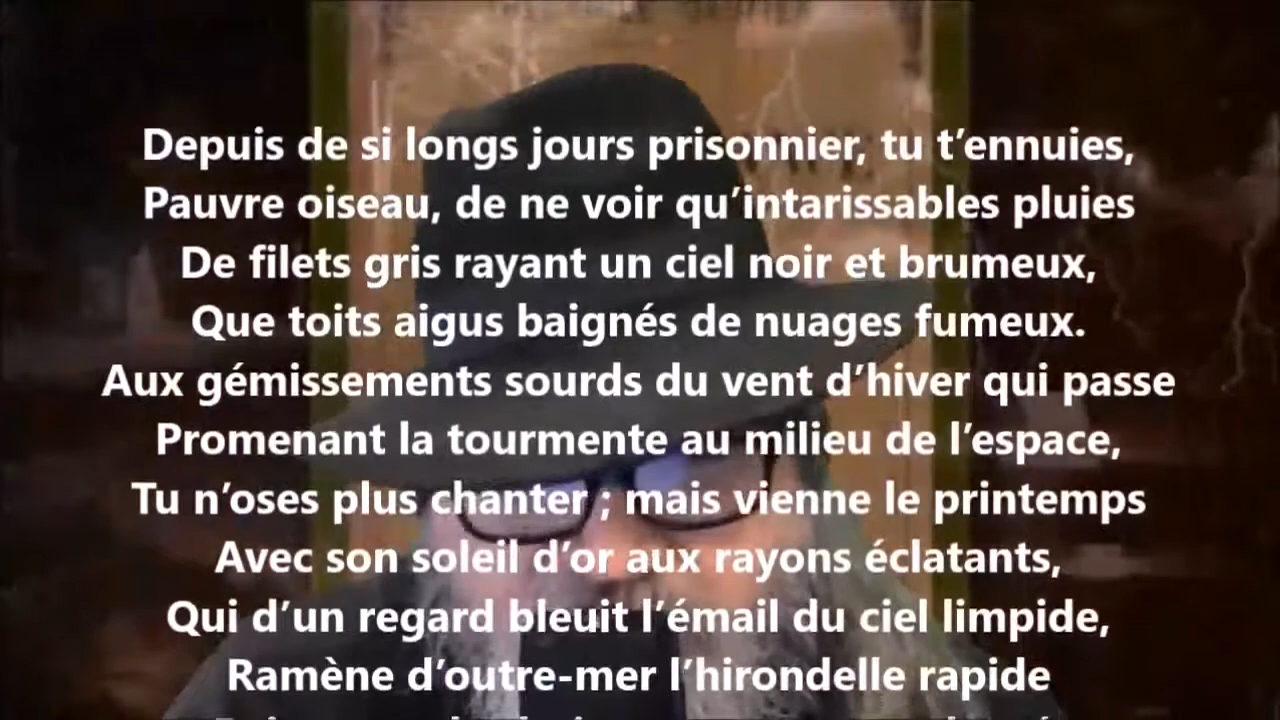 Depuis de si longs jours prisonnier, tu t’ennuies,
Pauvre oiseau, de ne voir qu’intarissables pluies
De filets gris rayant un ciel noir et brumeux,
Que toits aigus baignés de nuages fumeux.
Aux gémissements sourds du vent d’hiver qui passe
Promenant la tourmente au milieu de l’espace,
Tu n’oses plus chanter ; mais vienne le printemps
Avec son soleil d’or aux rayons éclatants,
Qui d’un regard bleuit l’émail du ciel limpide,
Ramène d’outre-mer l’hirondelle rapide